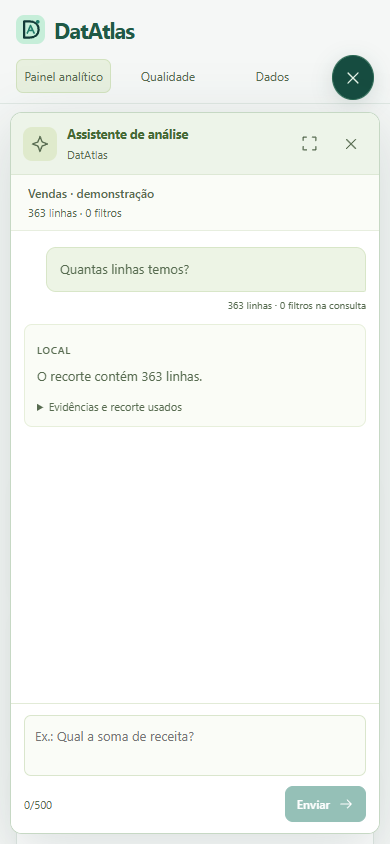 DatAtlas
Painel analítico
Qualidade
Dados
Assistente de análise
DatAtlas
Vendas · demonstração
363 linhas · 0 filtros
Quantas linhas temos?
363 linhas · 0 filtros na consulta
LOCAL
O recorte contém 363 linhas.
Evidências e recorte usados
Ex.: Qual a soma de receita?
0/500
Enviar